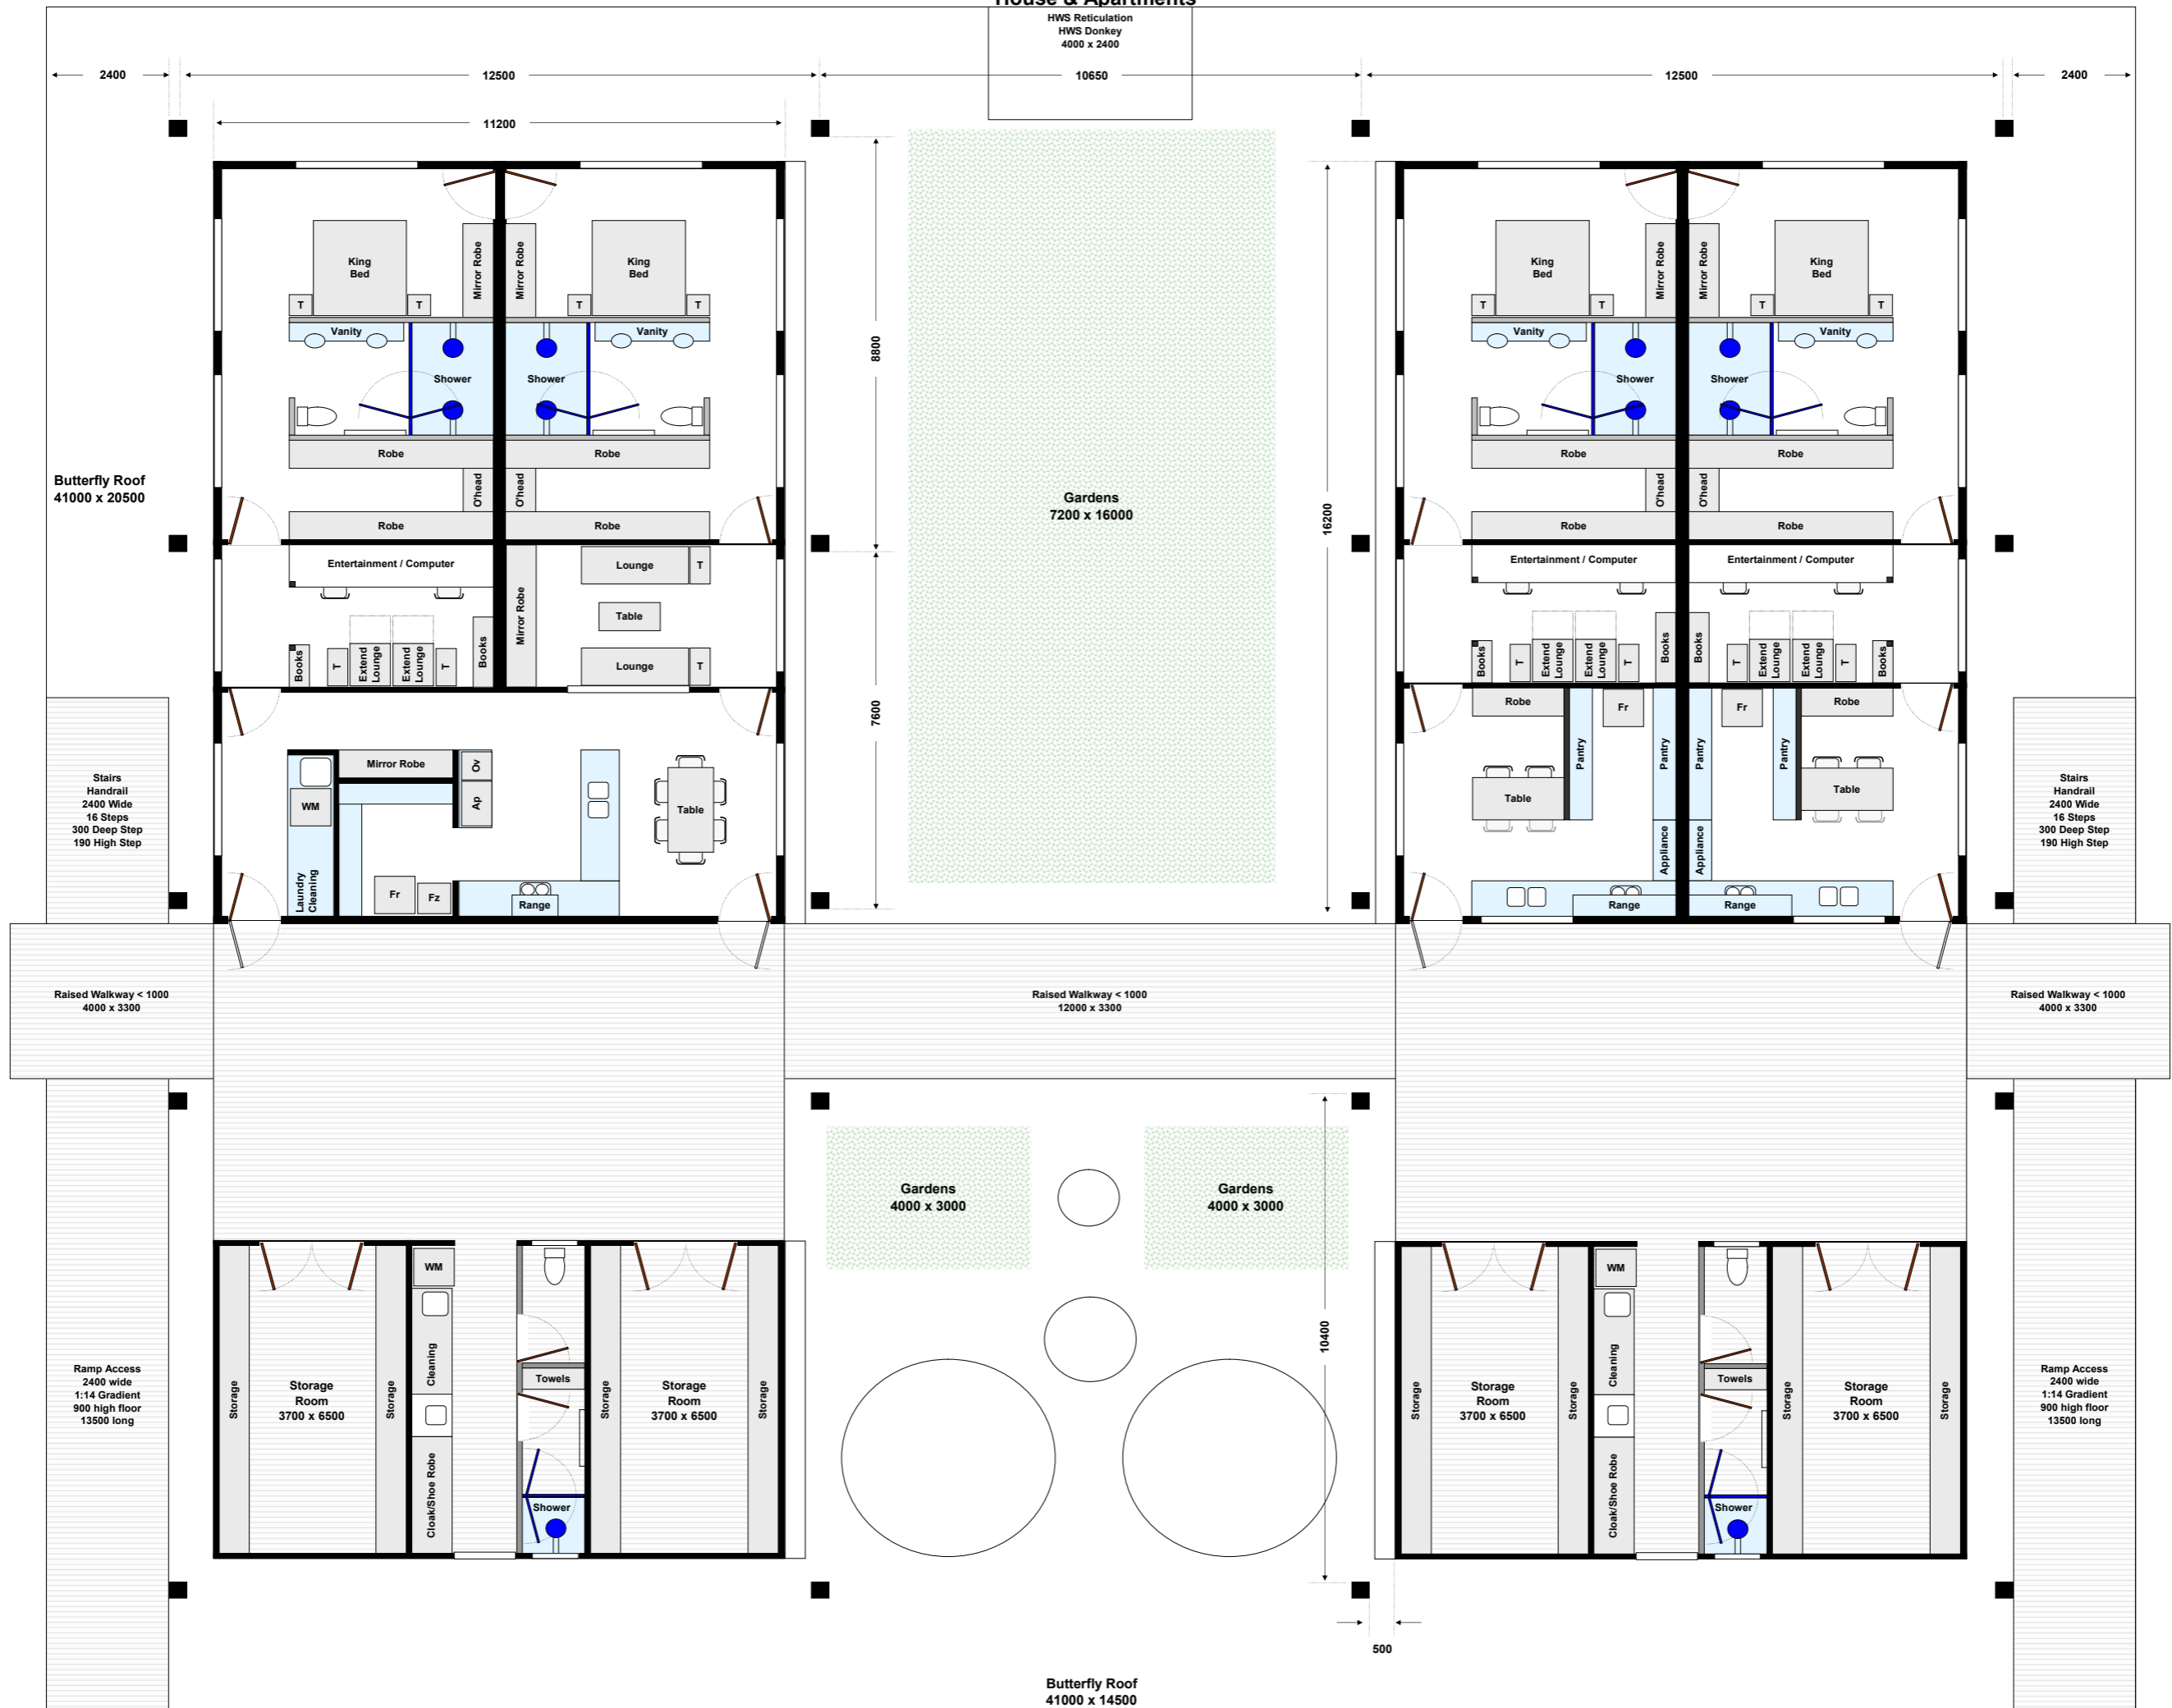 House & Apartments
HWS Reticulation
HWS Donkey
4000 x 2400
2400
12500
10650
12500
2400
11200
King
Bed
King
Bed
Mirror Robe
Mirror Robe
T
T
T
T
Vanity
Vanity
Shower
Shower
Robe
Robe
O'head
O'head
Robe
Robe
Butterfly Roof
41000 x 20500
8800
Gardens
7200 x 16000
16200
King
Bed
King
Bed
Mirror Robe
Mirror Robe
T
T
T
T
Vanity
Vanity
Shower
Shower
Robe
Robe
O'head
O'head
Robe
Robe
Entertainment / Computer
Books
T
Extend
Lounge
Extend
Lounge
T
Books
Mirror Robe
Lounge
T
Table
Lounge
T
7600
Entertainment / Computer
Entertainment / Computer
Books
T
Extend
Lounge
Extend
Lounge
T
Books
Books
T
Extend
Lounge
Extend
Lounge
T
Books
Stairs
Handrail
2400 Wide
16 Steps
300 Deep Step
190 High Step
WM
Laundry
Cleaning
Mirror Robe
Ov
Ap
Fr
Fz
Range
Table
Robe
Fr
Fr
Robe
Pantry
Pantry
Pantry
Pantry
Table
Table
Appliance
Appliance
Range
Range
Stairs
Handrail
2400 Wide
16 Steps
300 Deep Step
190 High Step
Raised Walkway < 1000
4000 x 3300
Raised Walkway < 1000
12000 x 3300
Raised Walkway < 1000
4000 x 3300
Gardens
4000 x 3000
Gardens
4000 x 3000
10400
Ramp Access
2400 wide
1:14 Gradient
900 high floor
13500 long
Storage
Storage
Room
3700 x 6500
Storage
WM
Cleaning
Cloak/Shoe Robe
Towels
Shower
Storage
Storage
Room
3700 x 6500
Storage
Storage
Storage
Room
3700 x 6500
Storage
WM
Cleaning
Cloak/Shoe Robe
Towels
Shower
Storage
Storage
Room
3700 x 6500
Storage
Ramp Access
2400 wide
1:14 Gradient
900 high floor
13500 long
500
Butterfly Roof
41000 x 14500